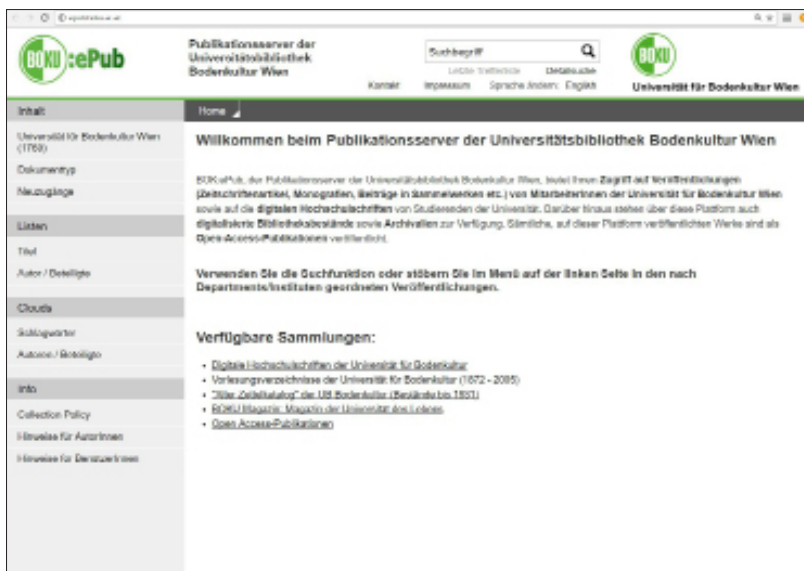 BOKU:ePub
Publikationsserver der
Universitätsbibliothek
Bodenkultur Wien
Suchbegriff
Letzte Trefferliste Detailsuche
Kontakt Impressum Sprache ändern: English
BOKU
Universität für Bodenkultur Wien
Inhalt
Universität für Bodenkultur Wien
(1760)
Dokumenttyp
Neuzugänge
Listen
Titel
Autor / Beteiligte
Clouds
Schlagwörter
Autoren / Beteiligte
Info
Collection Policy
Hinweise für AutorInnen
Hinweise für BenutzerInnen
Home
Willkommen beim Publikationsserver der Universitätsbibliothek Bodenkultur Wien
BOKU:ePub, der Publikationsserver der Universitätsbibliothek Bodenkultur Wien, bietet Ihnen Zugriff auf Veröffentlichungen
(Zeitschriftenartikel, Monografien, Beiträge in Sammelwerken etc.) von MitarbeiterInnen der Universität für Bodenkultur Wien
sowie auf die digitalen Hochschulschriften von Studierenden der Universität. Darüber hinaus stehen über diese Plattform auch
digitalisierte Bibliotheksbestände sowie Archivalien zur Verfügung. Sämtliche, auf dieser Plattform veröffentlichten Werke sind als
Open-Access-Publikationen veröffentlicht.
Verwenden Sie die Suchfunktion oder stöbern Sie im Menü auf der linken Seite in den nach
Departments/Instituten geordneten Veröffentlichungen.
Verfügbare Sammlungen:
Digitale Hochschulschriften der Universität für Bodenkultur
Vorlesungsverzeichnisse der Universität für Bodenkultur (1872 - 2005)
"Alter Zettelkatalog" der UB Bodenkultur (Bestände bis 1981)
BOKU Magazin: Magazin der Universität des Lebens
Open Access-Publikationen